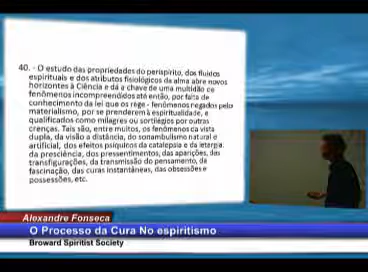 40. - O estudo das propriedades do perispírito, dos fluidos
espirituais e dos atributos fisiológicos da alma abre novos
horizontes à Ciência e dá a chave de uma multidão de
fenômenos incompreendidos até então, por falta de
conhecimento da lei que os rege - fenômenos negados pelo
materialismo, por se prenderem à espiritualidade, e
qualificados como milagres ou sortilégios por outras
crenças. Tais são, entre muitos, os fenômenos da vista
dupla, da visão a distância, do sonambulismo natural e
artificial, dos efeitos psíquicos da catalepsia e da letargia,
da presciência, dos pressentimentos, das aparições, das
transfigurações, da transmissão do pensamento, da
fascinação, das curas instantâneas, das obsessões e
possessões, etc.
Alexandre Fonseca
O Processo da Cura No espiritismo
Broward Spiritist Society